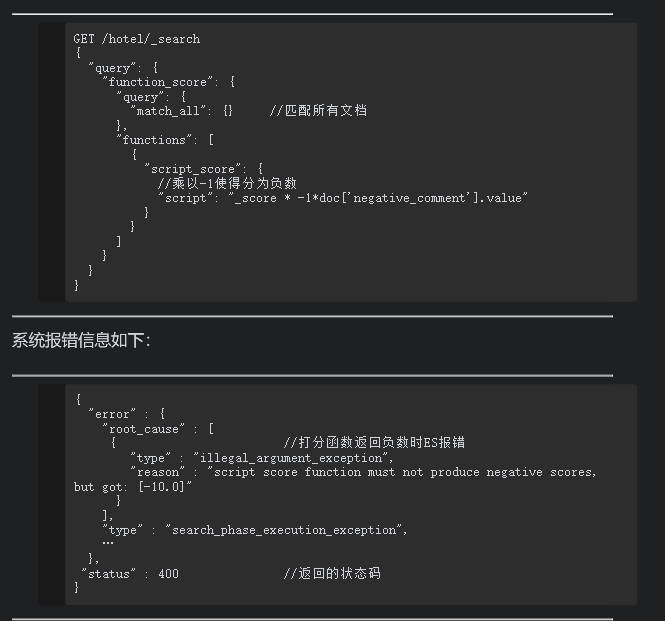 GET /hotel/_search
{
  "query": {
    "function_score": {
      "query": {
        "match_all": {}     //匹配所有文档
      },
      "functions": [
        {
          "script_score": {
            //乘以-1使得分为负数
            "script": "_score * -1*doc['negative_comment'].value"
          }
        }
      ]
    }
  }
}
系统报错信息如下：
{
  "error" : {
    "root_cause" : [
      {                        //打分函数返回负数时ES报错
        "type" : "illegal_argument_exception",
        "reason" : "script score function must not produce negative scores,
but got: [-10.0]"
      }
    ],
    "type" : "search_phase_execution_exception",
    …
  },
 "status" : 400               //返回的状态码
}